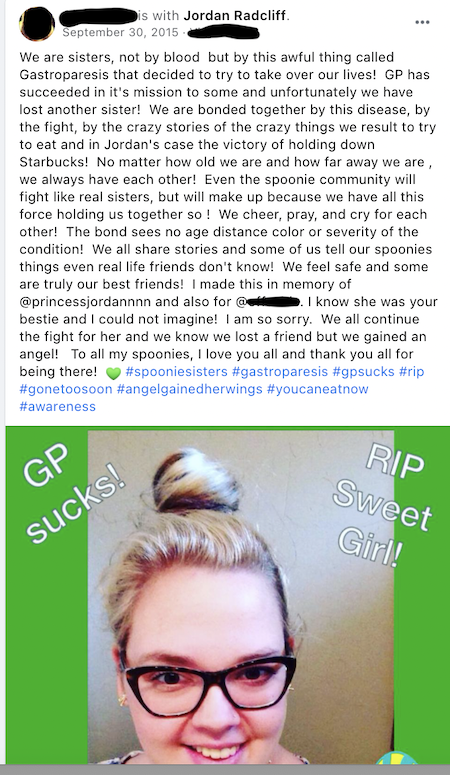 is with Jordan Radcliff.
September 30, 2015 ·
We are sisters, not by blood  but by this awful thing called
Gastroparesis that decided to try to take over our lives!  GP has
succeeded in it's mission to some and unfortunately we have
lost another sister!  We are bonded together by this disease, by
the fight, by the crazy stories of the crazy things we result to try
to eat and in Jordan's case the victory of holding down
Starbucks!  No matter how old we are and how far away we are ,
we always have each other!  Even the spoonie community will
fight like real sisters, but will make up because we have all this
force holding us together so !  We cheer, pray, and cry for each
other!  The bond sees no age distance color or severity of the
condition!  We all share stories and some of us tell our spoonies
things even real life friends don't know!  We feel safe and some
are truly our best friends!  I made this in memory of
@princessjordannnn and also for @ . I know she was your
bestie and I could not imagine!  I am so sorry.  We all continue
the fight for her and we know we lost a friend but we gained an
angel!   To all my spoonies, I love you all and thank you all for
being there! 💚 #spooniesisters #gastroparesis #gpsucks #rip
#gonetoosoon #angelgainedherwings #youcaneatnow
#awareness
GP
sucks!
RIP
Sweet
Girl!